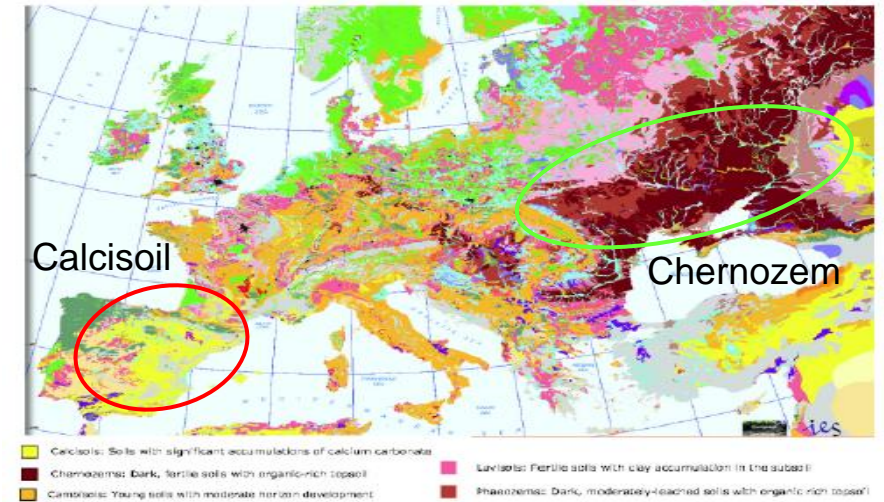 Calcisoil
Chernozem
ies
Calcisols: Soils with significant accumulations of calcium carbonate
Chernozems: Dark, fertile soils with organic-rich topsoil
Cambisols: Young soils with moderate horizon development
Luvisols: Fertile soils with clay accumulation in the subsoil
Phaeozems: Dark, moderately-leached soils with organic rich topsoil